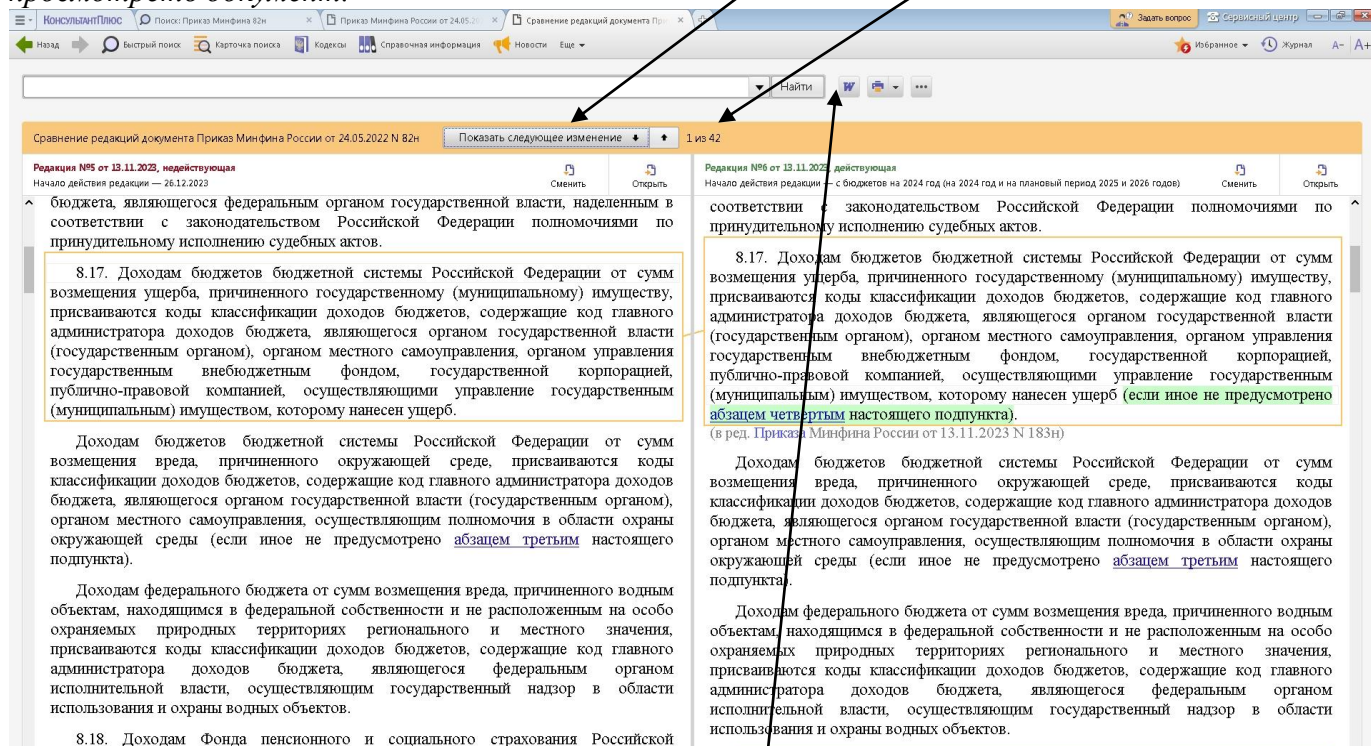 просмотрено документа.
КонсультантПлюс
Поиск: Приказ Минфина 82н
Приказ Минфина России от 24.05.20
Сравнение редакций документа При
Задать вопрос
Сервисный центр
Назад
Быстрый поиск
Карточка поиска
Кодексы
Справочная информация
Новости
Еще
Избранное
Журнал
A−
A+
Найти
Сравнение редакций документа Приказ Минфина России от 24.05.2022 N 82н
Показать следующее изменение
1 из 42
Редакция №5 от 13.11.2023, недействующая
Начало действия редакции — 26.12.2023
Сменить
Открыть
Редакция №6 от 13.11.2023, действующая
Начало действия редакции — с бюджетов на 2024 год (на 2024 год и на плановый период 2025 и 2026 годов)
Сменить
Открыть
бюджета, являющегося федеральным органом государственной власти, наделенным в
соответствии с законодательством Российской Федерации полномочиями по
принудительному исполнению судебных актов.
8.17. Доходам бюджетов бюджетной системы Российской Федерации от сумм
возмещения ущерба, причиненного государственному (муниципальному) имуществу,
присваиваются коды классификации доходов бюджетов, содержащие код главного
администратора доходов бюджета, являющегося органом государственной власти
(государственным органом), органом местного самоуправления, органом управления
государственным внебюджетным фондом, государственной корпорацией,
публично-правовой компанией, осуществляющими управление государственным
(муниципальным) имуществом, которому нанесен ущерб.
Доходам бюджетов бюджетной системы Российской Федерации от сумм
возмещения вреда, причиненного окружающей среде, присваиваются коды
классификации доходов бюджетов, содержащие код главного администратора доходов
бюджета, являющегося органом государственной власти (государственным органом),
органом местного самоуправления, осуществляющим полномочия в области охраны
окружающей среды (если иное не предусмотрено абзацем третьим настоящего
подпункта).
Доходам федерального бюджета от сумм возмещения вреда, причиненного водным
объектам, находящимся в федеральной собственности и не расположенным на особо
охраняемых природных территориях регионального и местного значения,
присваиваются коды классификации доходов бюджетов, содержащие код главного
администратора доходов бюджета, являющегося федеральным органом
исполнительной власти, осуществляющим государственный надзор в области
использования и охраны водных объектов.
8.18. Доходам Фонда пенсионного и социального страхования Российской
соответствии с законодательством Российской Федерации полномочиями по
принудительному исполнению судебных актов.
8.17. Доходам бюджетов бюджетной системы Российской Федерации от сумм
возмещения ущерба, причиненного государственному (муниципальному) имуществу,
присваиваются коды классификации доходов бюджетов, содержащие код главного
администратора доходов бюджета, являющегося органом государственной власти
(государственным органом), органом местного самоуправления, органом управления
государственным внебюджетным фондом, государственной корпорацией,
публично-правовой компанией, осуществляющими управление государственным
(муниципальным) имуществом, которому нанесен ущерб (если иное не предусмотрено
абзацем четвертым настоящего подпункта).
(в ред. Приказа Минфина России от 13.11.2023 N 183н)
Доходам бюджетов бюджетной системы Российской Федерации от сумм
возмещения вреда, причиненного окружающей среде, присваиваются коды
классификации доходов бюджетов, содержащие код главного администратора доходов
бюджета, являющегося органом государственной власти (государственным органом),
органом местного самоуправления, осуществляющим полномочия в области охраны
окружающей среды (если иное не предусмотрено абзацем третьим настоящего
подпункта).
Доходам федерального бюджета от сумм возмещения вреда, причиненного водным
объектам, находящимся в федеральной собственности и не расположенным на особо
охраняемых природных территориях регионального и местного значения,
присваиваются коды классификации доходов бюджетов, содержащие код главного
администратора доходов бюджета, являющегося федеральным органом
исполнительной власти, осуществляющим государственный надзор в области
использования и охраны водных объектов.